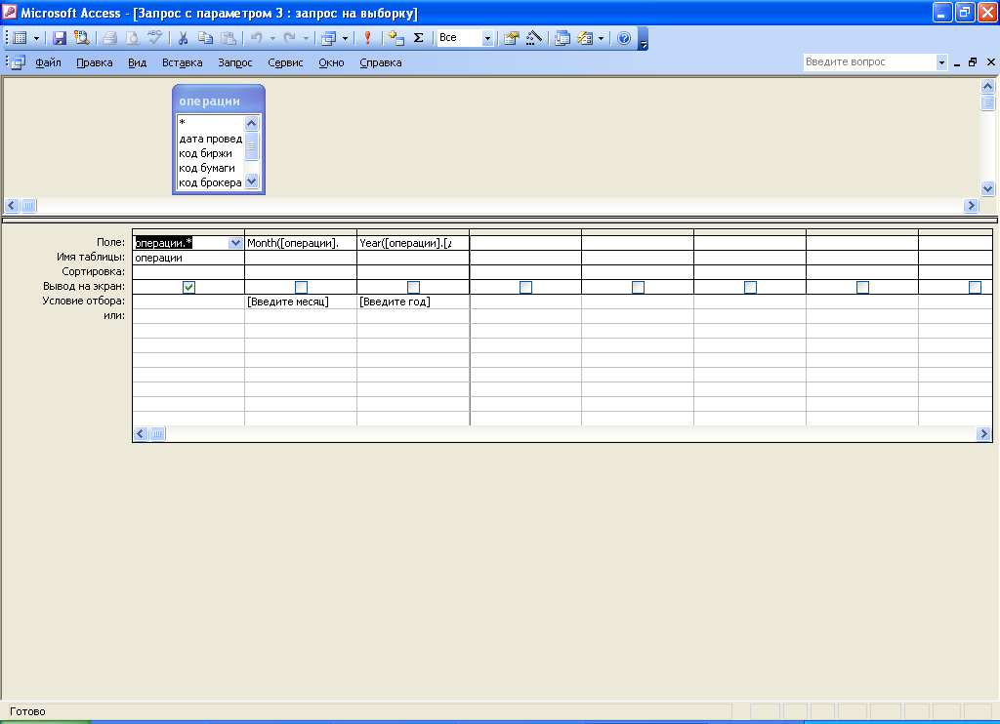 Microsoft Access - [Запрос с параметром 3 : запрос на выборку]
Все
Файл Правка Вид Вставка Запрос Сервис Окно Справка Введите вопрос
операции
*
дата провед
код биржи
код бумаги
код брокера
Поле: операции.* Month([операции]. Year([операции].[
Имя таблицы: операции
Сортировка:
Вывод на экран:
Условие отбора: [Введите месяц] [Введите год]
или:
Готово